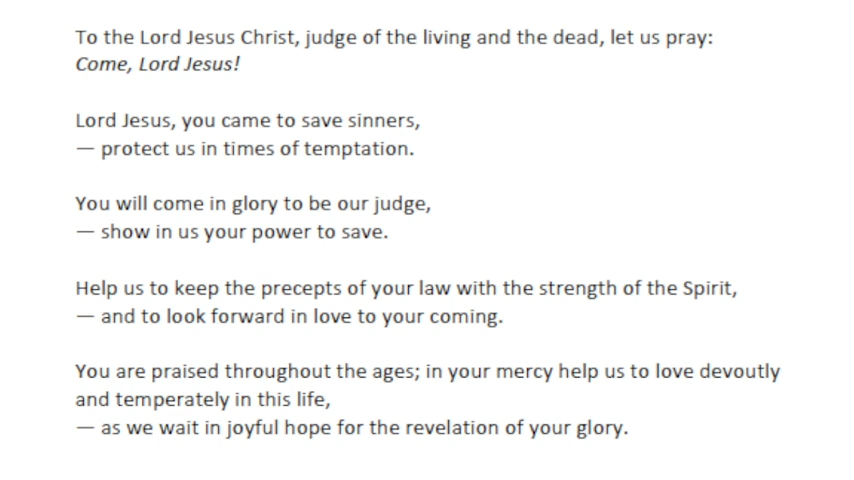 To the Lord Jesus Christ, judge of the living and the dead, let us pray:
Come, Lord Jesus!
Lord Jesus, you came to save sinners,
— protect us in times of temptation.
You will come in glory to be our judge,
— show in us your power to save.
Help us to keep the precepts of your law with the strength of the Spirit,
— and to look forward in love to your coming.
You are praised throughout the ages; in your mercy help us to love devoutly
and temperately in this life,
— as we wait in joyful hope for the revelation of your glory.